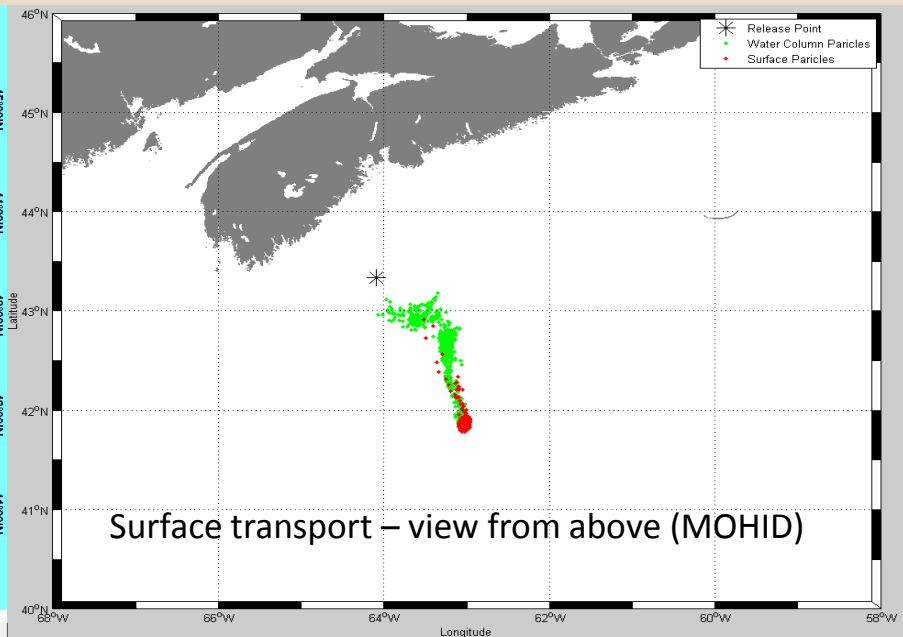 46°N
Release Point
Water Column Paricles
Surface Paricles
45°N
44°N
43°N
Latitude
42°N
41°N
Surface transport – view from above (MOHID)
40°N
68°W
66°W
64°W
62°W
60°W
58°W
Longitude